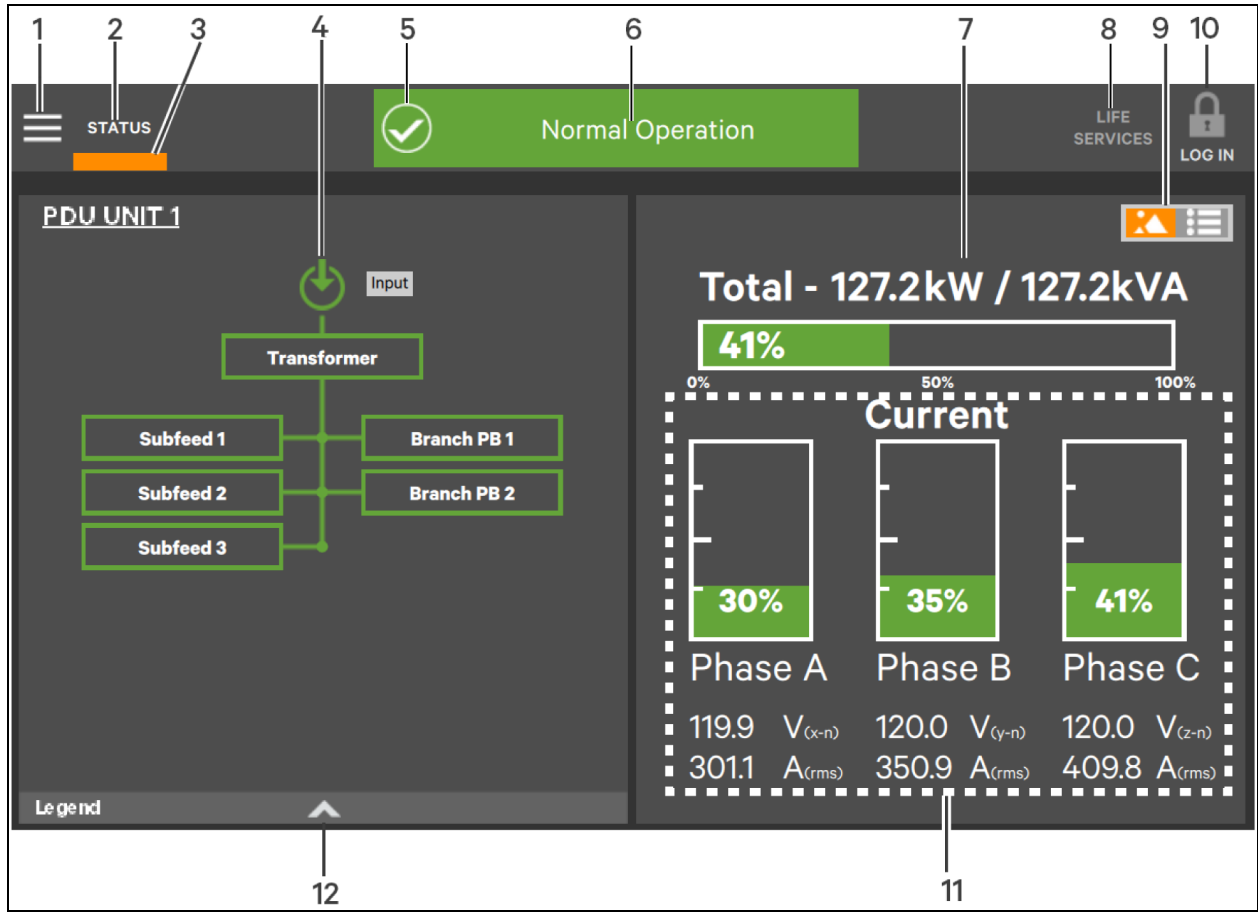 1 2 3 4 5 6 7 8 9 10
STATUS
Normal Operation
LIFE
SERVICES
LOG IN
PDU UNIT 1
Input
Transformer
Subfeed 1
Branch PB 1
Subfeed 2
Branch PB 2
Subfeed 3
Legend
Total - 127.2kW / 127.2kVA
41%
0% 50% 100%
Current
30% 35% 41%
Phase A Phase B Phase C
119.9 V(x-n) 120.0 V(y-n) 120.0 V(z-n)
301.1 A(rms) 350.9 A(rms) 409.8 A(rms)
12 11